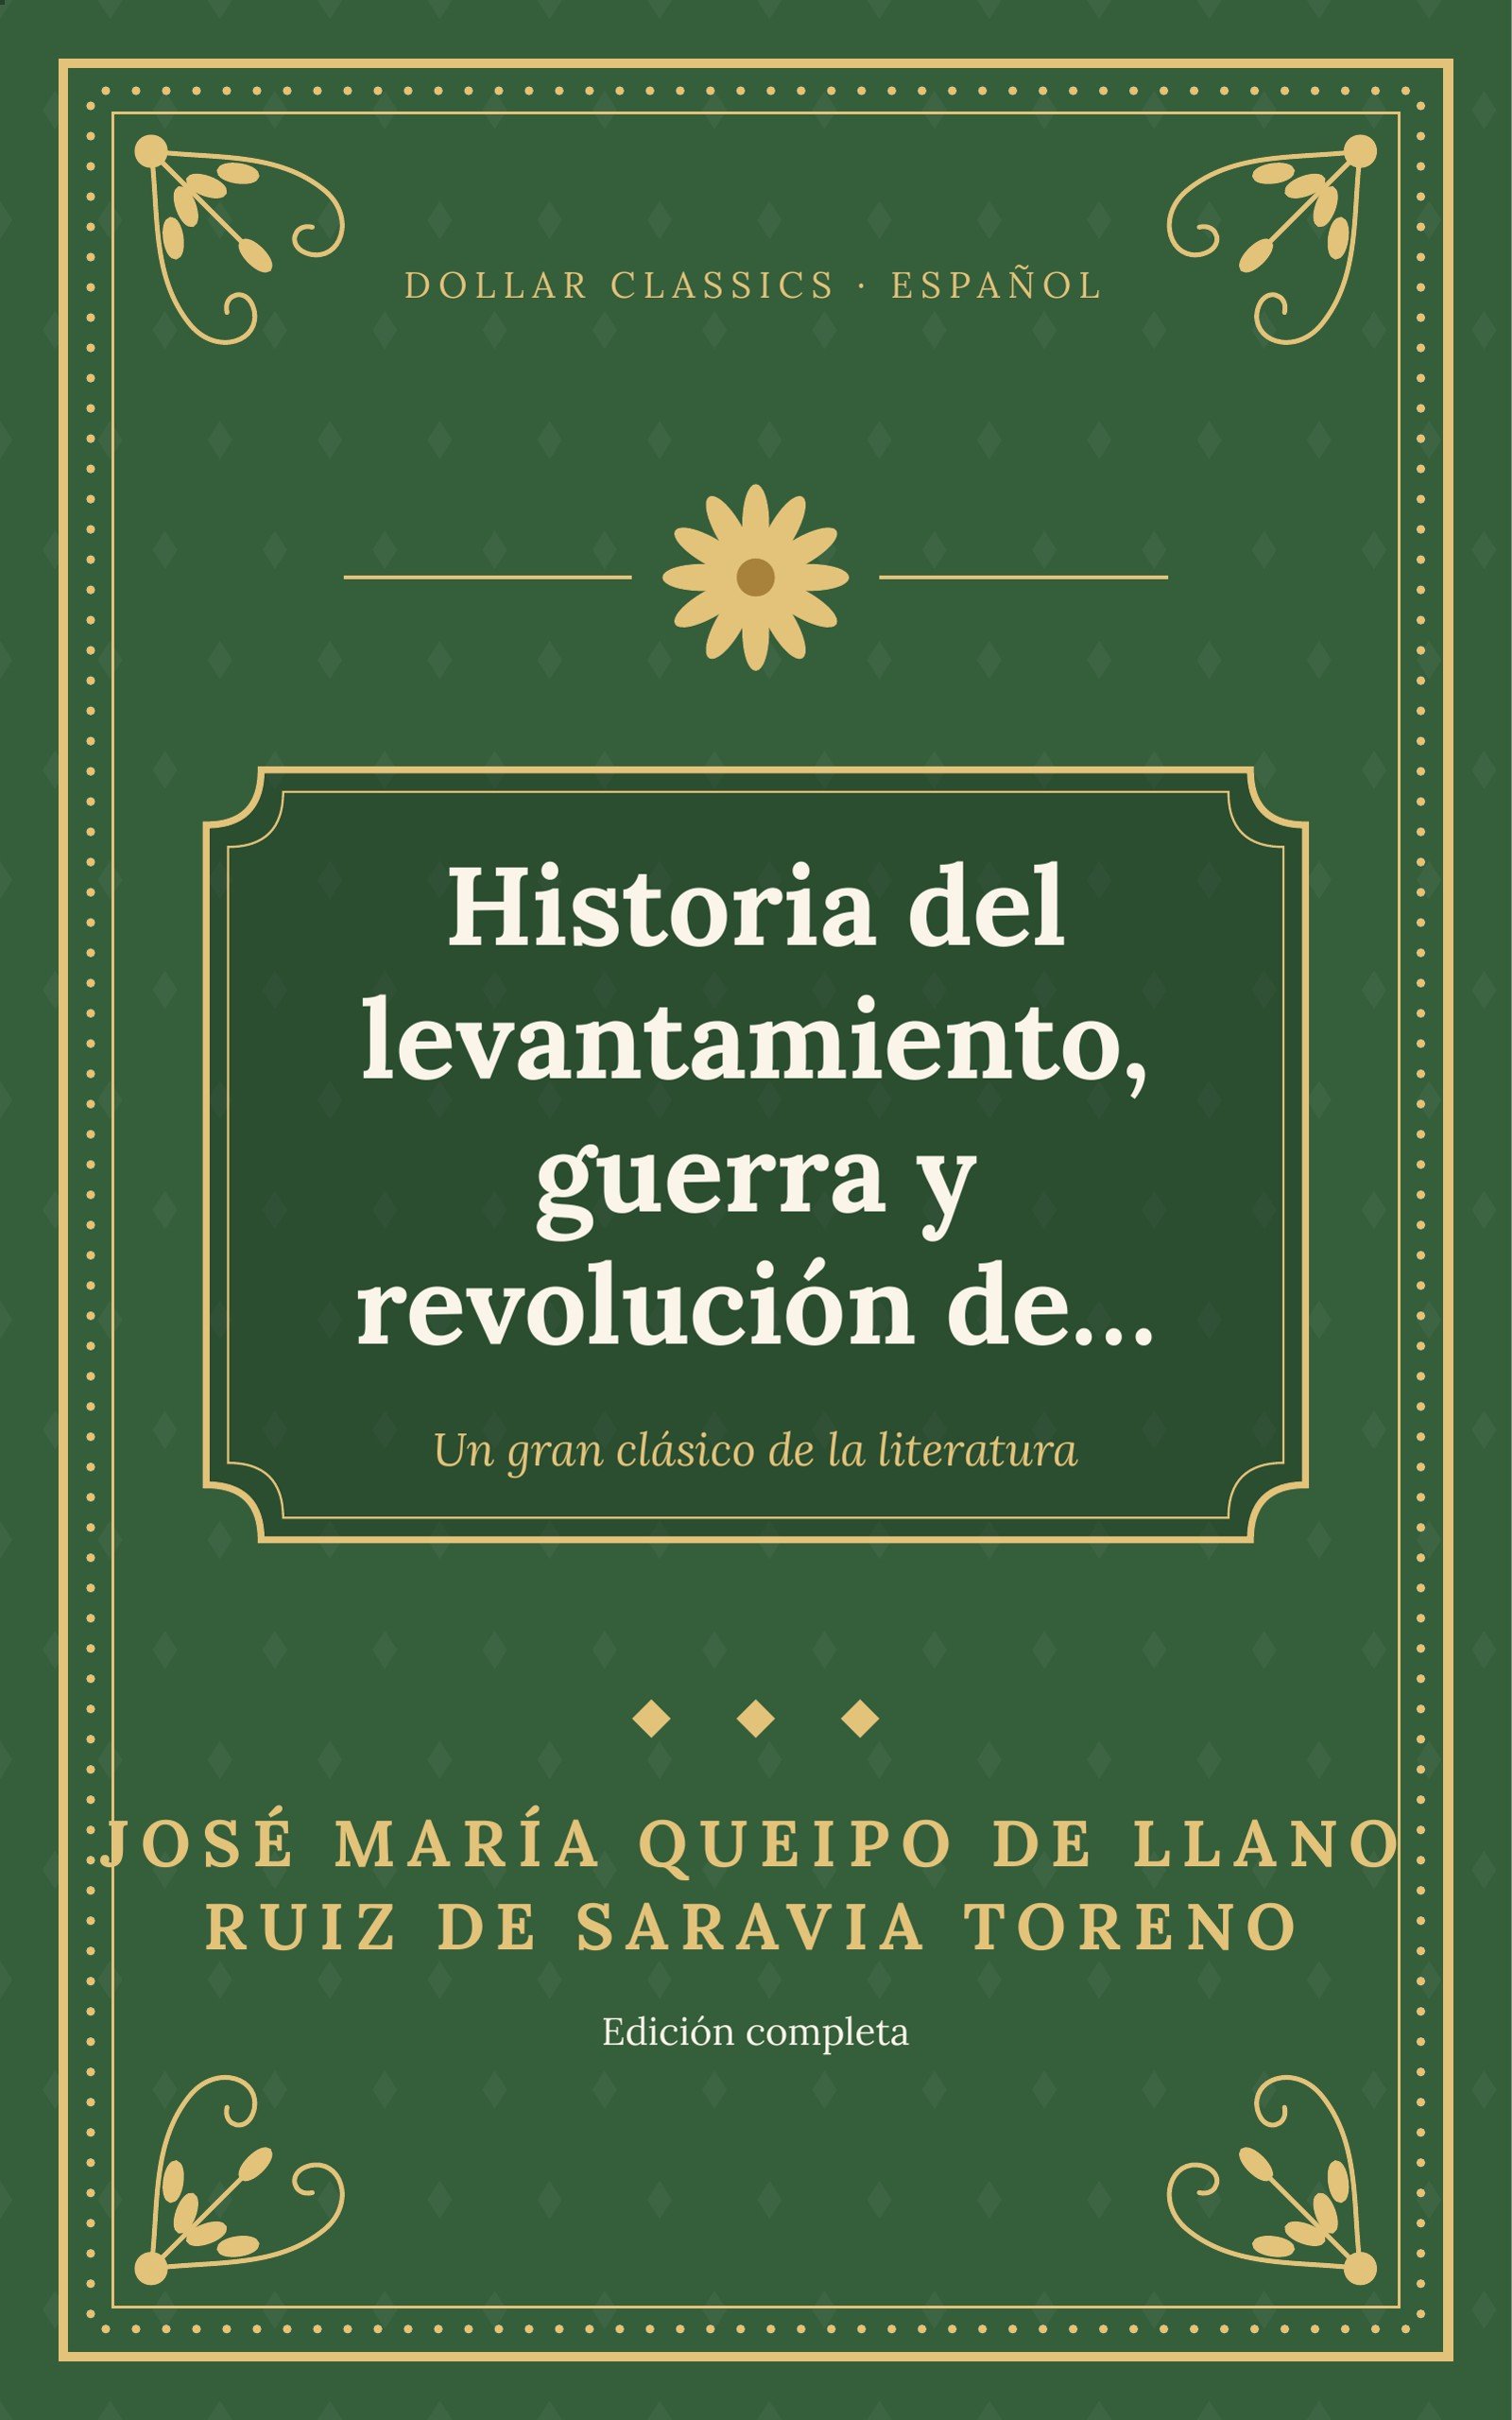 DOLLAR CLASSICS · ESPAÑOL
Historia del
levantamiento,
guerra y
revolución de...
Un gran clásico de la literatura
JOSÉ MARÍA QUEIPO DE LLANO
RUIZ DE SARAVIA TORENO
Edición completa